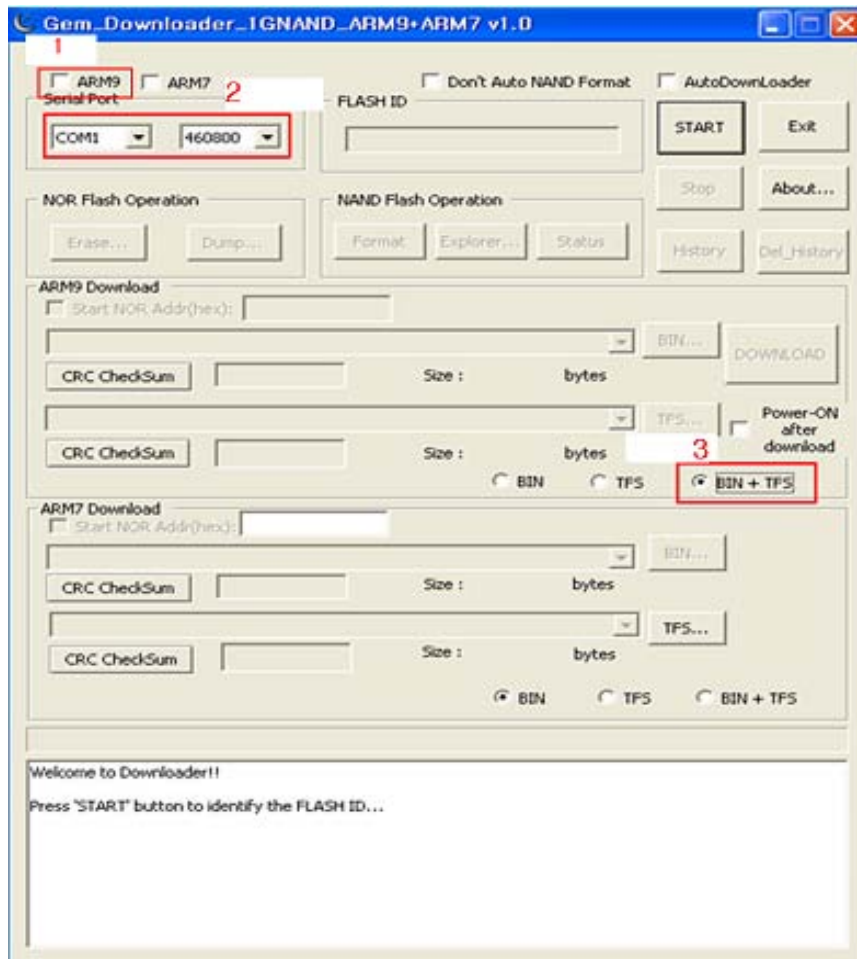 Gem_Downloader_1GNAND_ARM9+ARM7 v1.0
1
ARM9
ARM7
2
Don't Auto NAND Format
AutoDownLoader
Serial Port
COM1
460800
FLASH ID
START
Exit
Stop
About...
NOR Flash Operation
Erase...
Dump...
NAND Flash Operation
Format
Explorer...
Status
History
Del_History
ARM9 Download
Start NOR Addr(hex):
BIN...
DOWNLOAD
CRC CheckSum
Size :
bytes
TFS...
Power-ON
after
download
CRC CheckSum
Size :
bytes
3
BIN
TFS
BIN + TFS
ARM7 Download
Start NOR Addr(hex):
BIN...
CRC CheckSum
Size :
bytes
TFS...
CRC CheckSum
Size :
bytes
BIN
TFS
BIN + TFS
Welcome to Downloader!!
Press 'START' button to identify the FLASH ID...